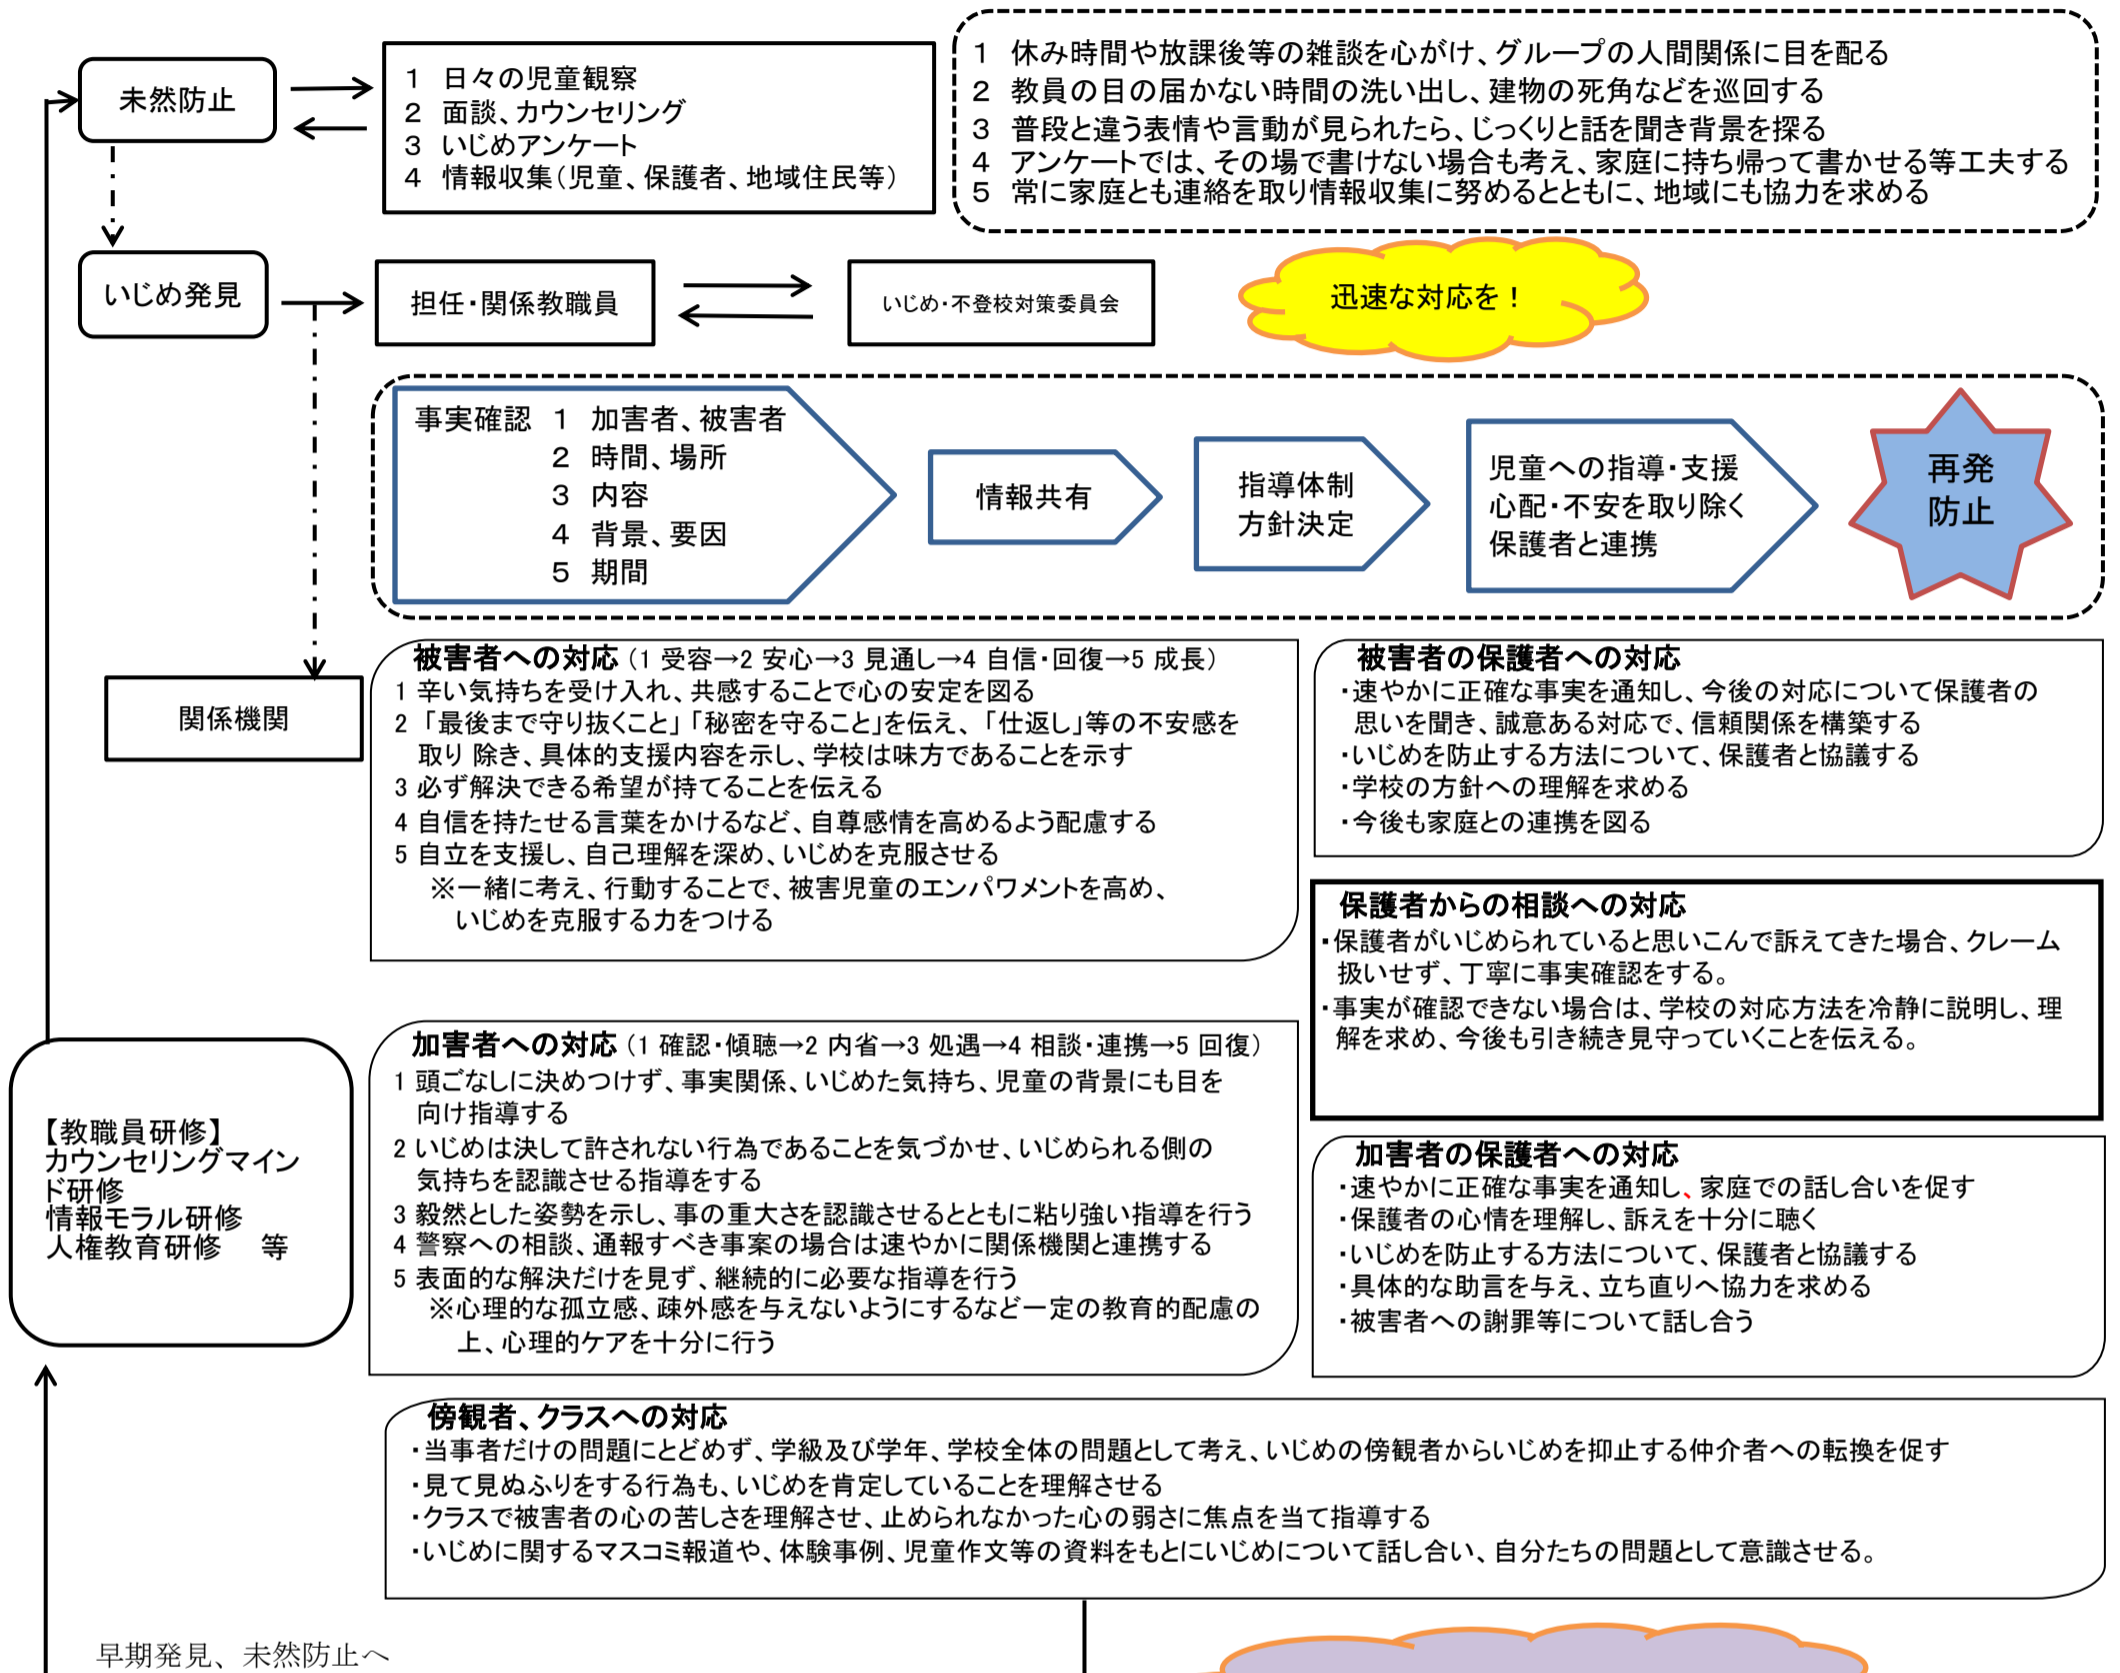 未然防止
1 日々の児童観察
2 面談、カウンセリング
3 いじめアンケート
4 情報収集(児童、保護者、地域住民等)
1 休み時間や放課後等の雑談を心がけ、グループの人間関係に目を配る
2 教員の目の届かない時間の洗い出し、建物の死角などを巡回する
3 普段と違う表情や言動が見られたら、じっくりと話を聞き背景を探る
4 アンケートでは、その場で書けない場合も考え、家庭に持ち帰って書かせる等工夫する
5 常に家庭とも連絡を取り情報収集に努めるとともに、地域にも協力を求める
いじめ発見
担任・関係教職員
いじめ・不登校対策委員会
迅速な対応を!
事実確認 1 加害者、被害者
2 時間、場所
3 内容
4 背景、要因
5 期間
情報共有
指導体制
方針決定
児童への指導・支援
心配・不安を取り除く
保護者と連携
再発
防止
関係機関
被害者への対応(1 受容→2 安心→3 見通し→4 自信・回復→5 成長)
1 辛い気持ちを受け入れ、共感することで心の安定を図る
2 「最後まで守り抜くこと」「秘密を守ること」を伝え、「仕返し」等の不安感を
取り 除き、具体的支援内容を示し、学校は味方であることを示す
3 必ず解決できる希望が持てることを伝える
4 自信を持たせる言葉をかけるなど、自尊感情を高めるよう配慮する
5 自立を支援し、自己理解を深め、いじめを克服させる
※一緒に考え、行動することで、被害児童のエンパワメントを高め、
いじめを克服する力をつける
被害者の保護者への対応
・速やかに正確な事実を通知し、今後の対応について保護者の
思いを聞き、誠意ある対応で、信頼関係を構築する
・いじめを防止する方法について、保護者と協議する
・学校の方針への理解を求める
・今後も家庭との連携を図る
保護者からの相談への対応
・保護者がいじめられていると思いこんで訴えてきた場合、クレーム
扱いせず、丁寧に事実確認をする。
・事実が確認できない場合は、学校の対応方法を冷静に説明し、理
解を求め、今後も引き続き見守っていくことを伝える。
【教職員研修】
カウンセリングマイン
ド研修
情報モラル研修
人権教育研修 等
加害者への対応(1 確認・傾聴→2 内省→3 処遇→4 相談・連携→5 回復)
1 頭ごなしに決めつけず、事実関係、いじめた気持ち、児童の背景にも目を
向け指導する
2 いじめは決して許されない行為であることを気づかせ、いじめられる側の
気持ちを認識させる指導をする
3 毅然とした姿勢を示し、事の重大さを認識させるとともに粘り強い指導を行う
4 警察への相談、通報すべき事案の場合は速やかに関係機関と連携する
5 表面的な解決だけを見ず、継続的に必要な指導を行う
※心理的な孤立感、疎外感を与えないようにするなど一定の教育的配慮の
上、心理的ケアを十分に行う
加害者の保護者への対応
・速やかに正確な事実を通知し、家庭での話し合いを促す
・保護者の心情を理解し、訴えを十分に聴く
・いじめを防止する方法について、保護者と協議する
・具体的な助言を与え、立ち直りへ協力を求める
・被害者への謝罪等について話し合う
傍観者、クラスへの対応
・当事者だけの問題にとどめず、学級及び学年、学校全体の問題として考え、いじめの傍観者からいじめを抑止する仲介者への転換を促す
・見て見ぬふりをする行為も、いじめを肯定していることを理解させる
・クラスで被害者の心の苦しさを理解させ、止められなかった心の弱さに焦点を当て指導する
・いじめに関するマスコミ報道や、体験事例、児童作文等の資料をもとにいじめについて話し合い、自分たちの問題として意識させる。
早期発見、未然防止へ